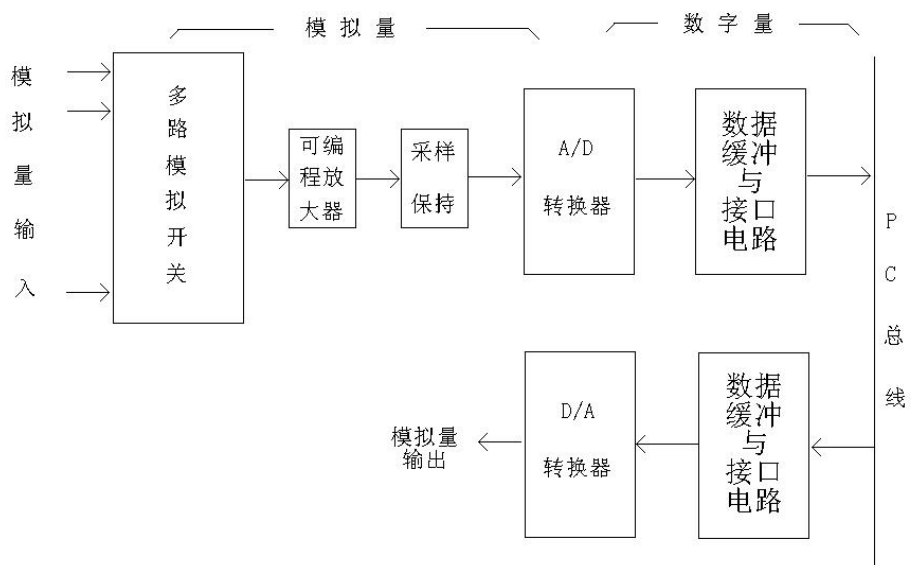 模拟量
数字量
模拟量输入
多路模拟开关
可编
程放
大器
采样
保持
A/D
转换器
数据
缓冲
与
接口
电路
PC总线
模拟量
输出
D/A
转换器
数据
缓冲
与
接口
电路